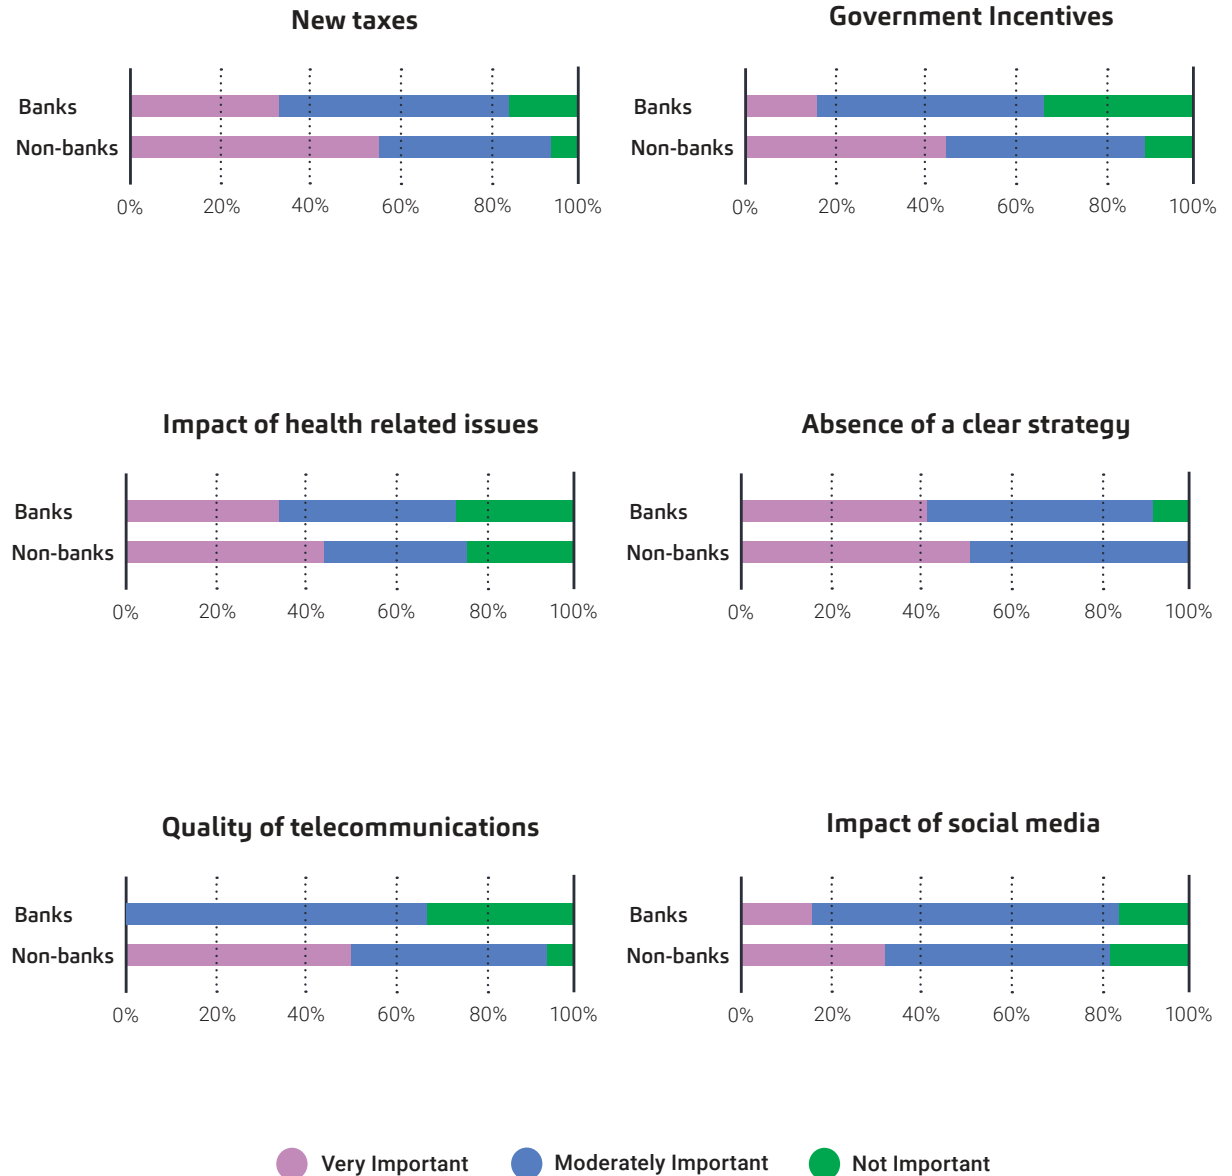 New taxes
Banks
Non-banks
0% 20% 40% 60% 80% 100%
Government Incentives
Banks
Non-banks
0% 20% 40% 60% 80% 100%
Impact of health related issues
Banks
Non-banks
0% 20% 40% 60% 80% 100%
Absence of a clear strategy
Banks
Non-banks
0% 20% 40% 60% 80% 100%
Quality of telecommunications
Banks
Non-banks
0% 20% 40% 60% 80% 100%
Impact of social media
Banks
Non-banks
0% 20% 40% 60% 80% 100%
Very Important Moderately Important Not Important